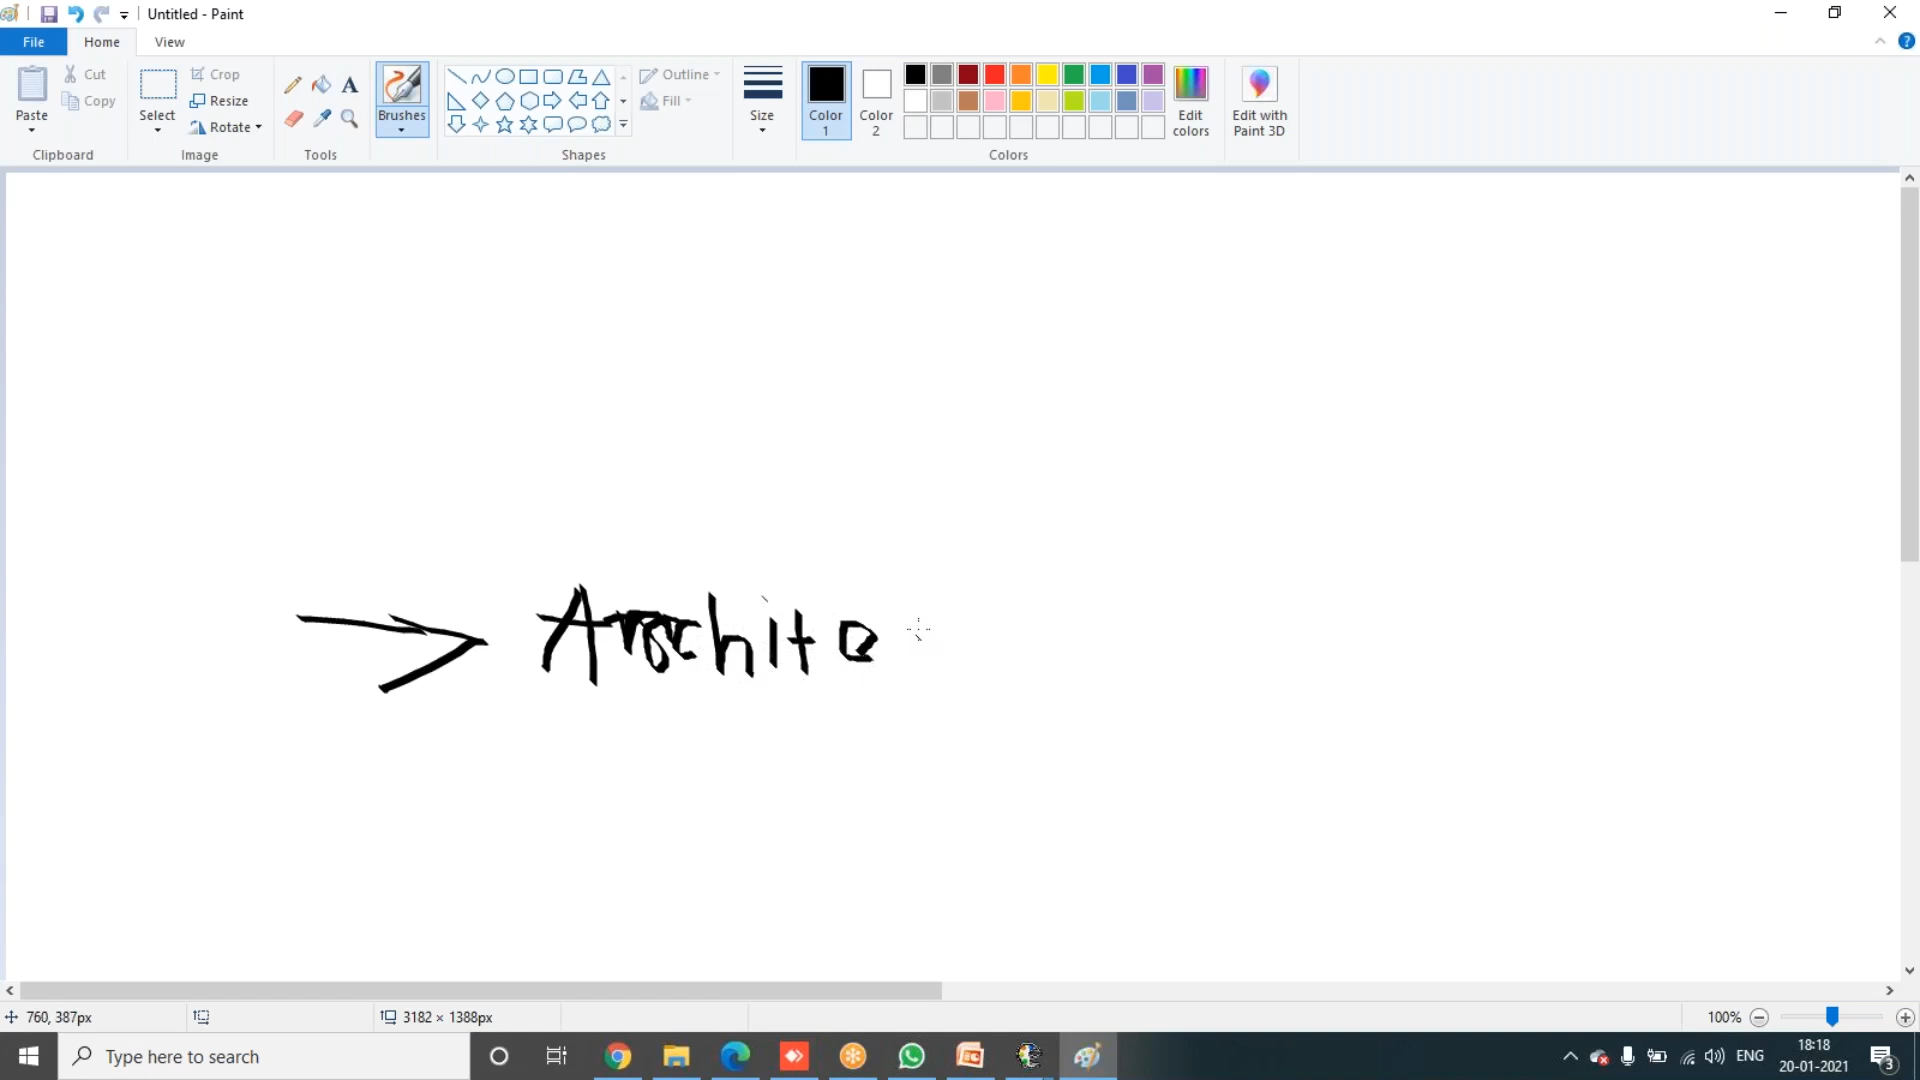 Untitled - Paint
File Home View
Paste Cut Copy Select Crop Resize Rotate Brushes Outline Fill Size Color 1 Color 2 Edit colors Edit with Paint 3D
Clipboard Image Tools Shapes Colors
Archite
760, 387px 3182 × 1388px 100%
Type here to search ENG 18:18
20-01-2021 3